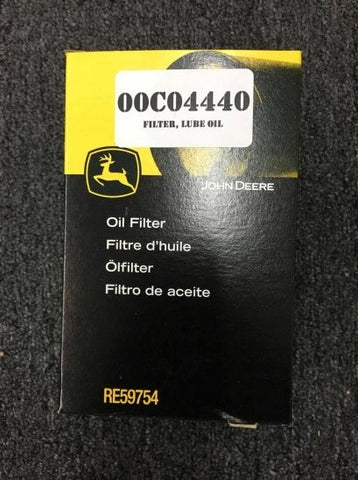 00C04440
FILTER, LUBE OIL
JOHN DEERE
Oil Filter
Filtre d'huile
Ölfilter
Filtro de aceite
RE59754